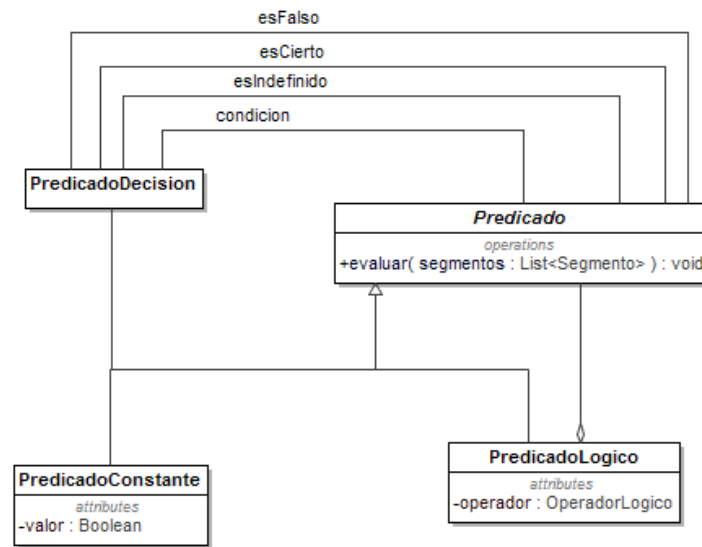 esFalso
esCierto
esIndefinido
condicion
PredicadoDecision
Predicado
operations
+evaluar( segmentos : List<Segmento> ) : void
PredicadoConstante
attributes
-valor : Boolean
PredicadoLogico
attributes
-operador : OperadorLogico